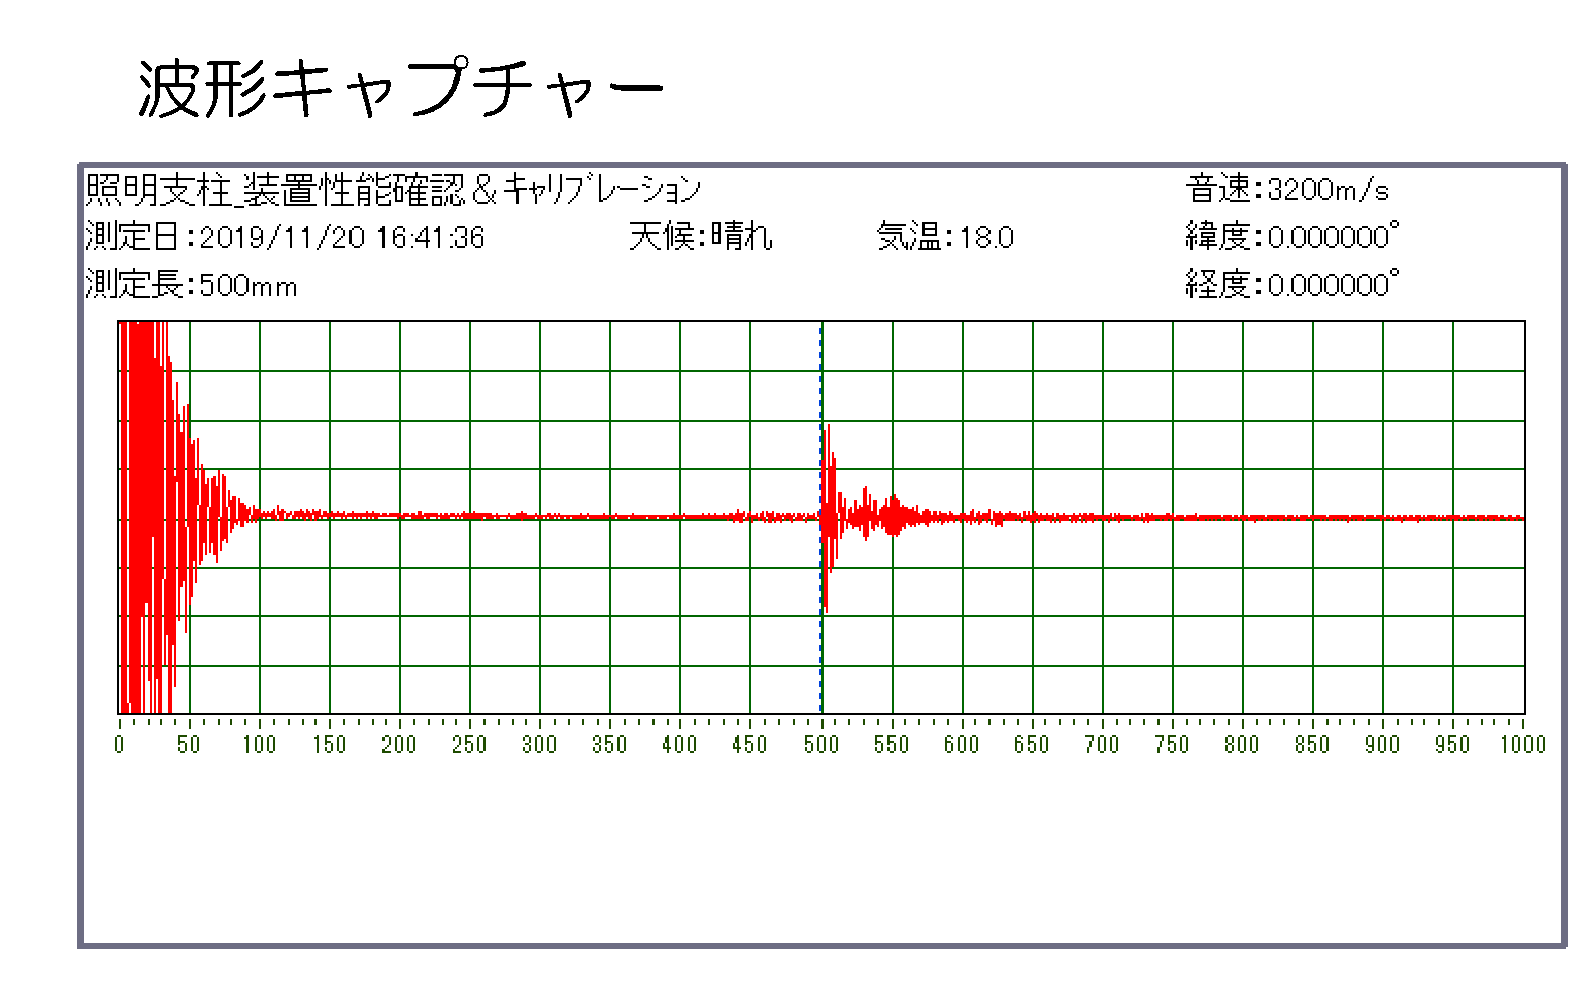 波形キャプチャー
照明支柱_装置性能確認＆ｷｬﾘﾌﾞﾚｰｼｮﾝ 音速:3200m/s
測定日:2019/11/20 16:41:36 天候:晴れ 気温:18.0 緯度:0.000000°
測定長:500mm 経度:0.000000°
0 50 100 150 200 250 300 350 400 450 500 550 600 650 700 750 800 850 900 950 1000